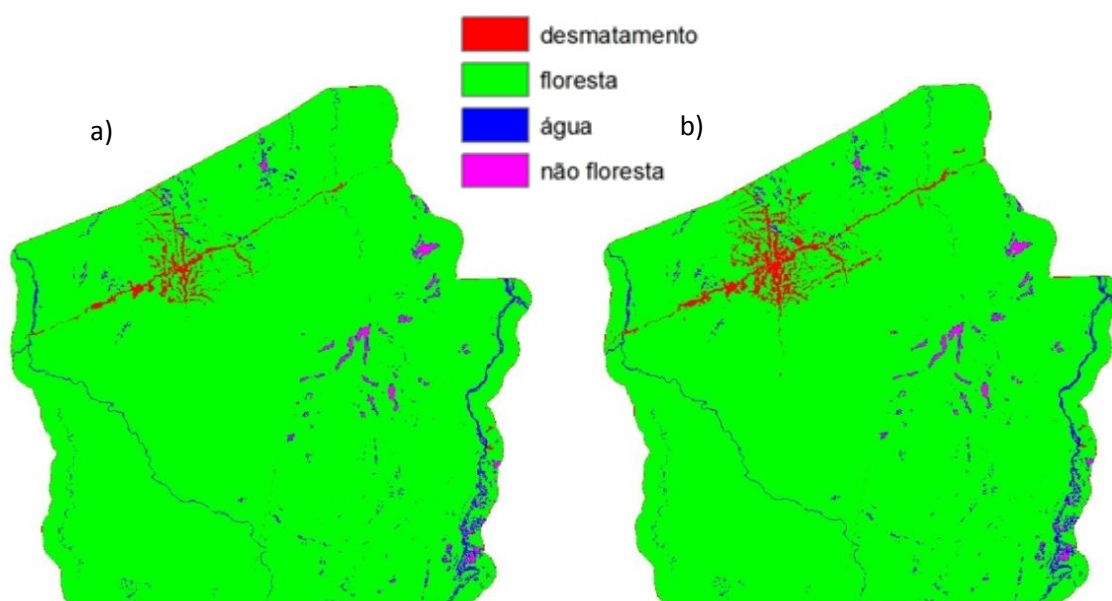 desmatamento
floresta
água
não floresta
a)
b)